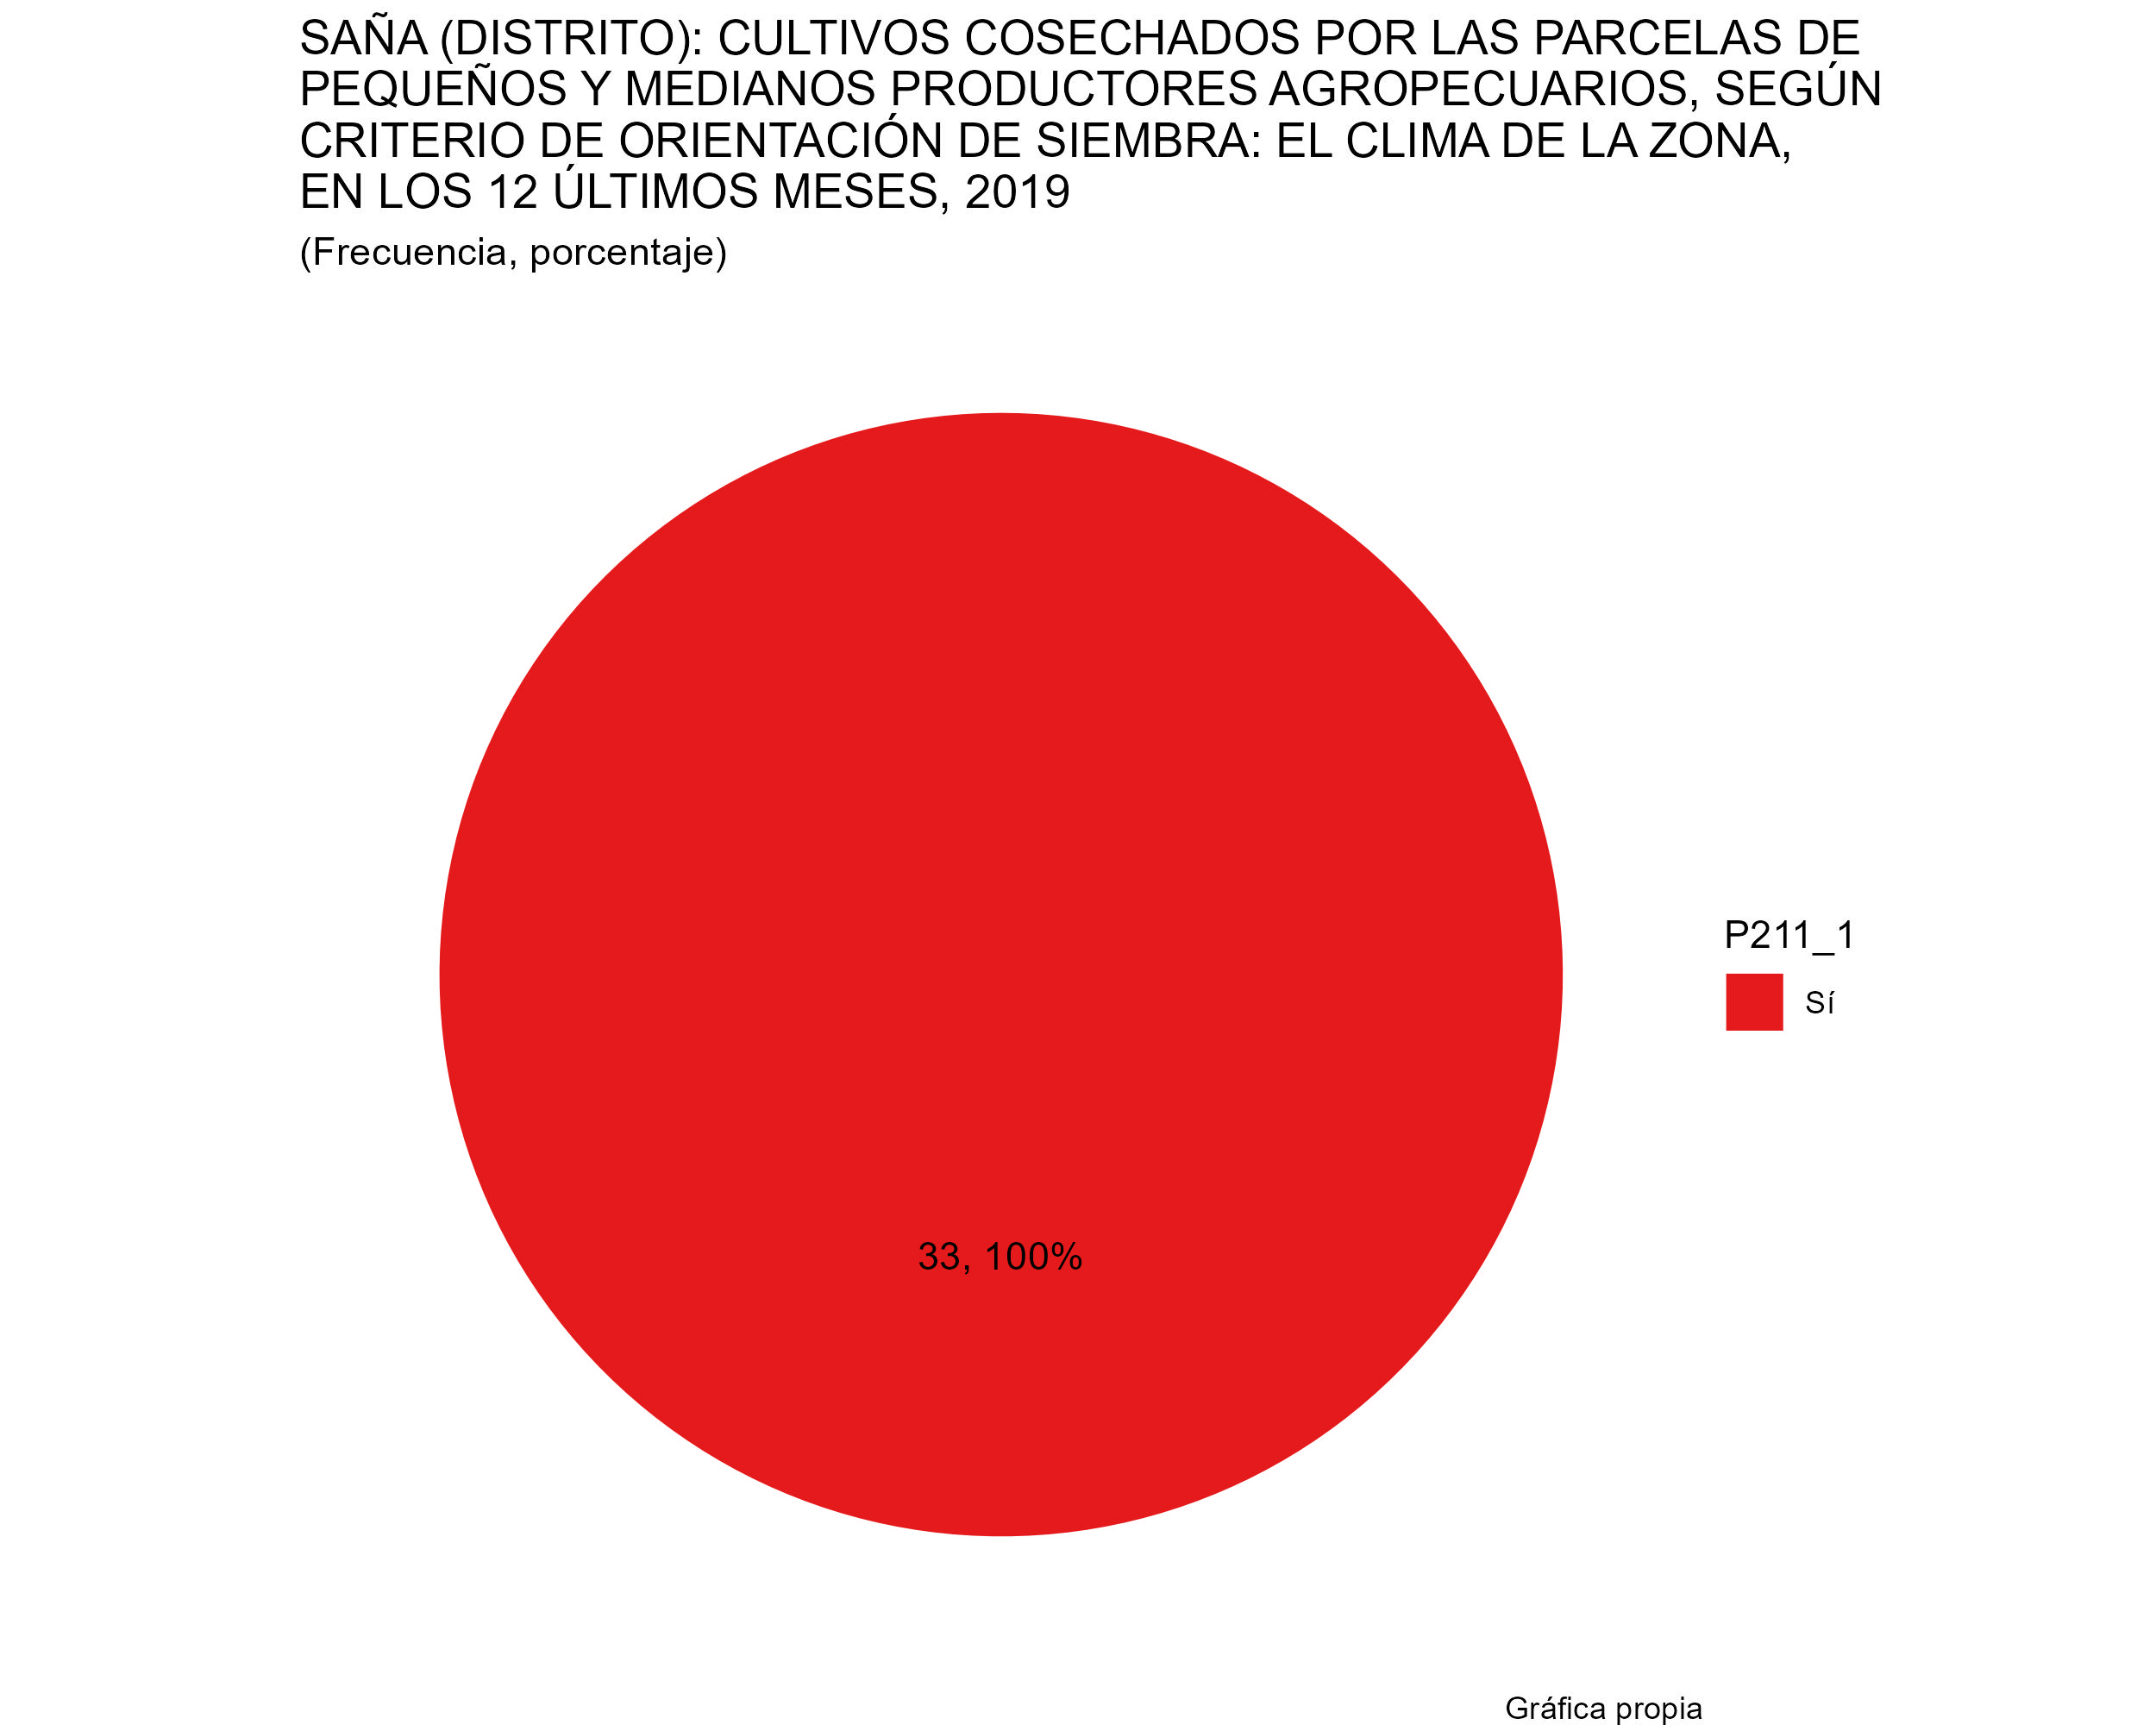 SAÑA (DISTRITO): CULTIVOS COSECHADOS POR LAS PARCELAS DE
PEQUEÑOS Y MEDIANOS PRODUCTORES AGROPECUARIOS, SEGÚN
CRITERIO DE ORIENTACIÓN DE SIEMBRA: EL CLIMA DE LA ZONA,
EN LOS 12 ÚLTIMOS MESES, 2019
(Frecuencia, porcentaje)
P211_1
Sí
33, 100%
Gráfica propia